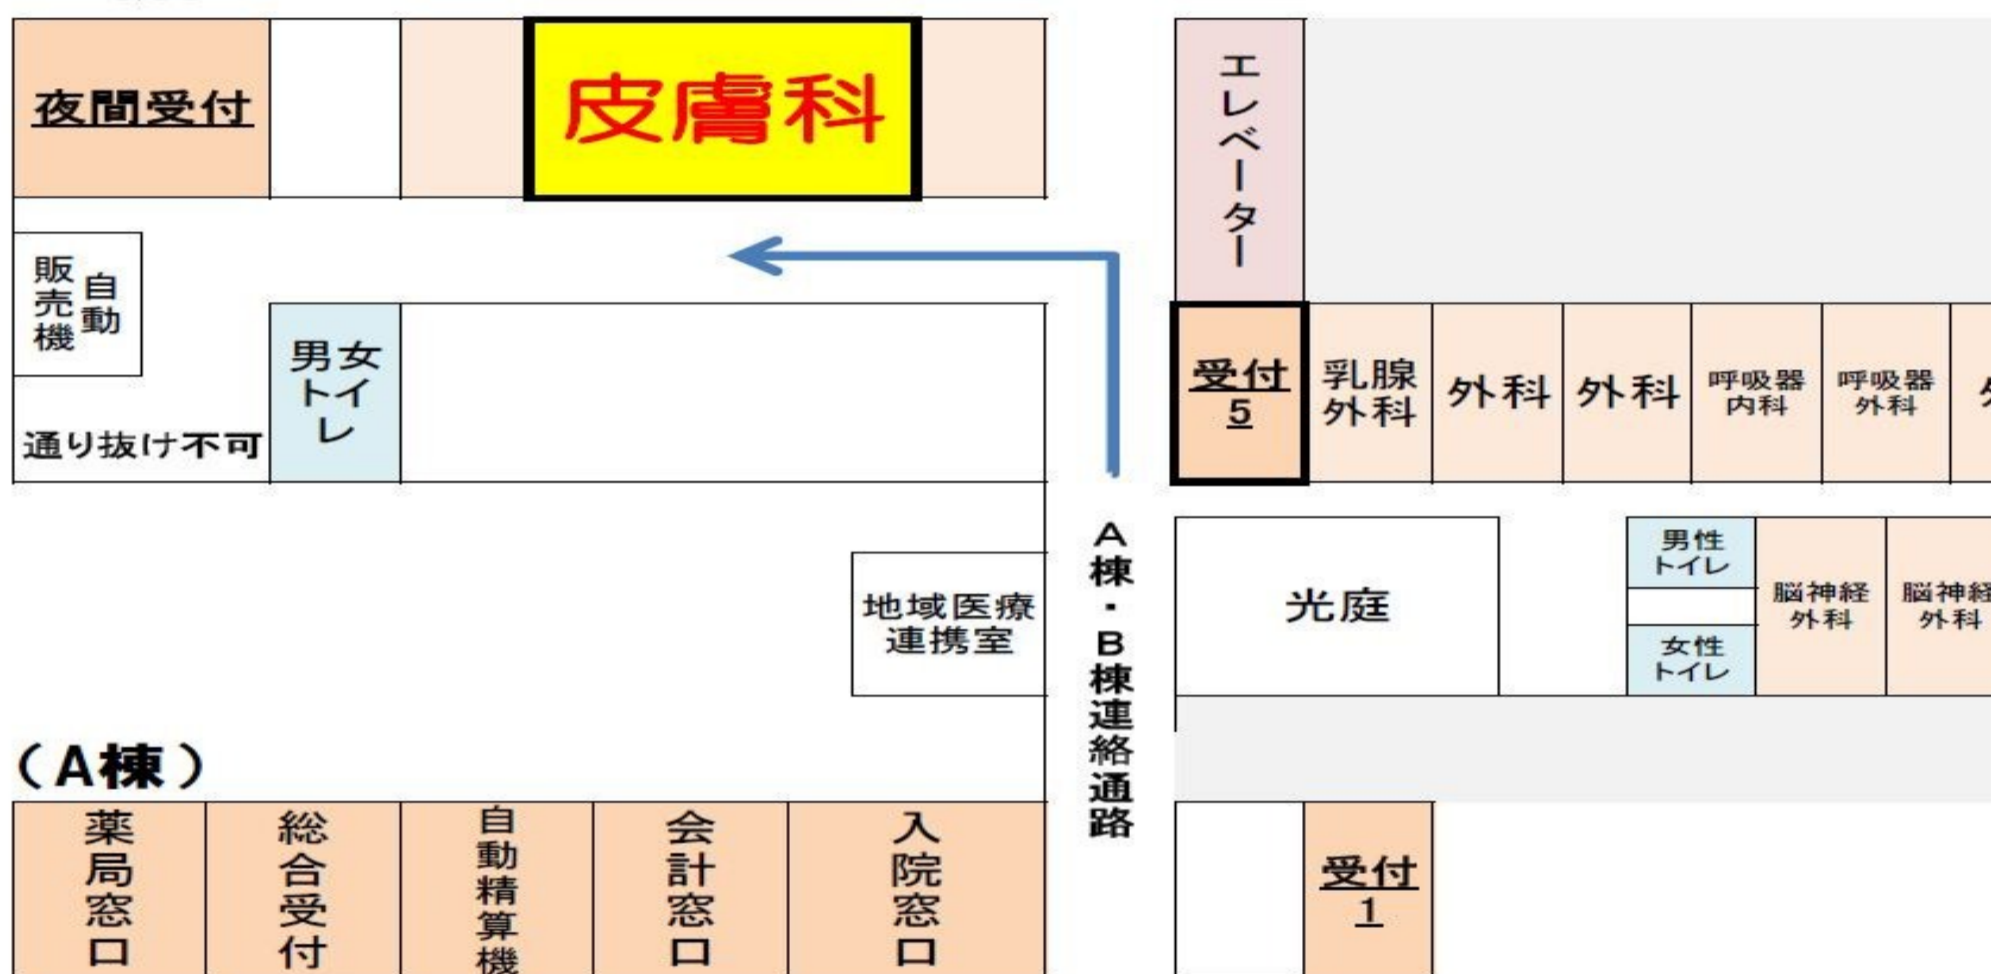 夜間受付
皮膚科
エレベーター
自動
販売機
男女
トイ
レ
通り抜け不可
受付
5
乳腺
外科
外科
外科
呼吸器
内科
呼吸器
外科
A棟・B棟連絡通路
地域医療
連携室
光庭
男性
トイレ
女性
トイレ
脳神経
外科
脳神経
外科
（A棟）
薬局窓口
総合受付
自動精算機
会計窓口
入院窓口
受付
1